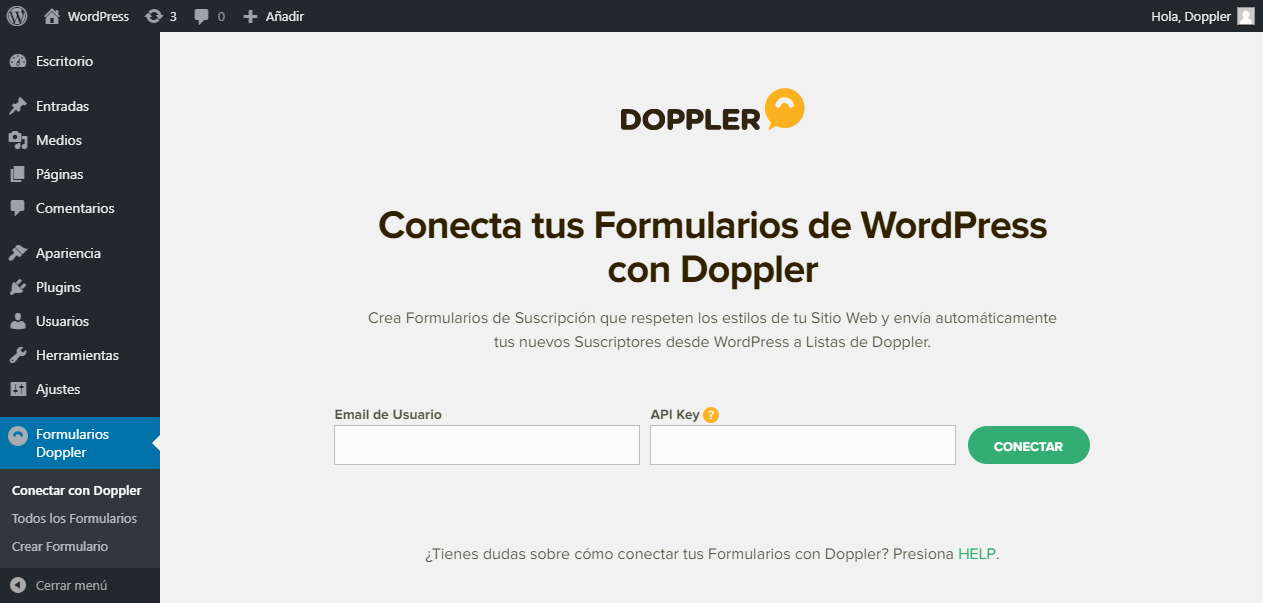 WordPress 3 0 Añadir Hola, Doppler
Escritorio
Entradas
Medios
Páginas
Comentarios
Apariencia
Plugins
Usuarios
Herramientas
Ajustes
Formularios
Doppler
Conectar con Doppler
Todos los Formularios
Crear Formulario
Cerrar menú
DOPPLER
Conecta tus Formularios de WordPress
con Doppler
Crea Formularios de Suscripción que respeten los estilos de tu Sitio Web y envía automáticamente
tus nuevos Suscriptores desde WordPress a Listas de Doppler.
Email de Usuario
API Key ?
CONECTAR
¿Tienes dudas sobre cómo conectar tus Formularios con Doppler? Presiona HELP.